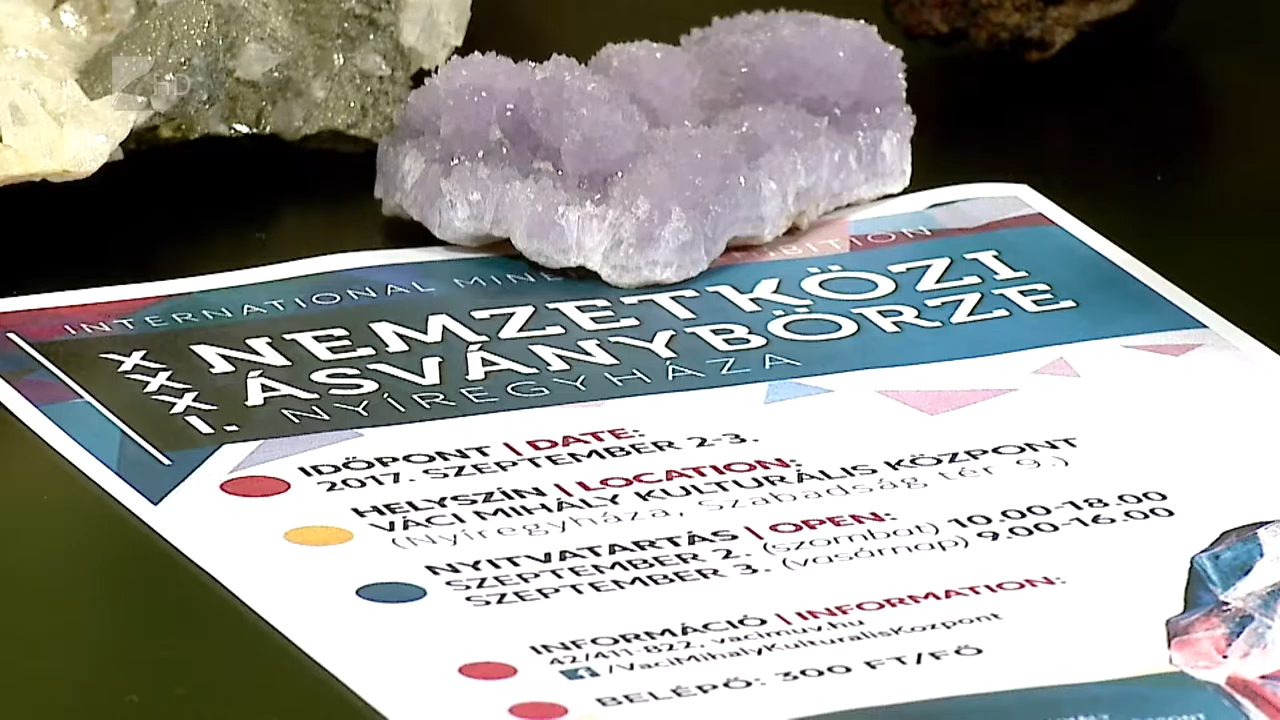 HD
INTERNATIONAL
XXXI.
NEMZETKÖZI
ÁSVÁNYBÖRZE
NYÍREGYHÁZA
IDŐPONT | DATE:
2017. SZEPTEMBER 2-3.
HELYSZÍN | LOCATION:
VÁCI MIHÁLY KULTURÁLIS KÖZPONT
(Nyíregyháza, Szabadság tér 9.)
NYITVATARTÁS | OPEN:
SZEPTEMBER 2. (szombat) 10.00-18.00
SZEPTEMBER 3. (vasárnap) 9.00-16.00
INFORMÁCIÓ | INFORMATION:
42/411-822, vacimuv.hu
/VaciMihalyKulturalisKozpont
BELÉPŐ: 300 FT/FŐ